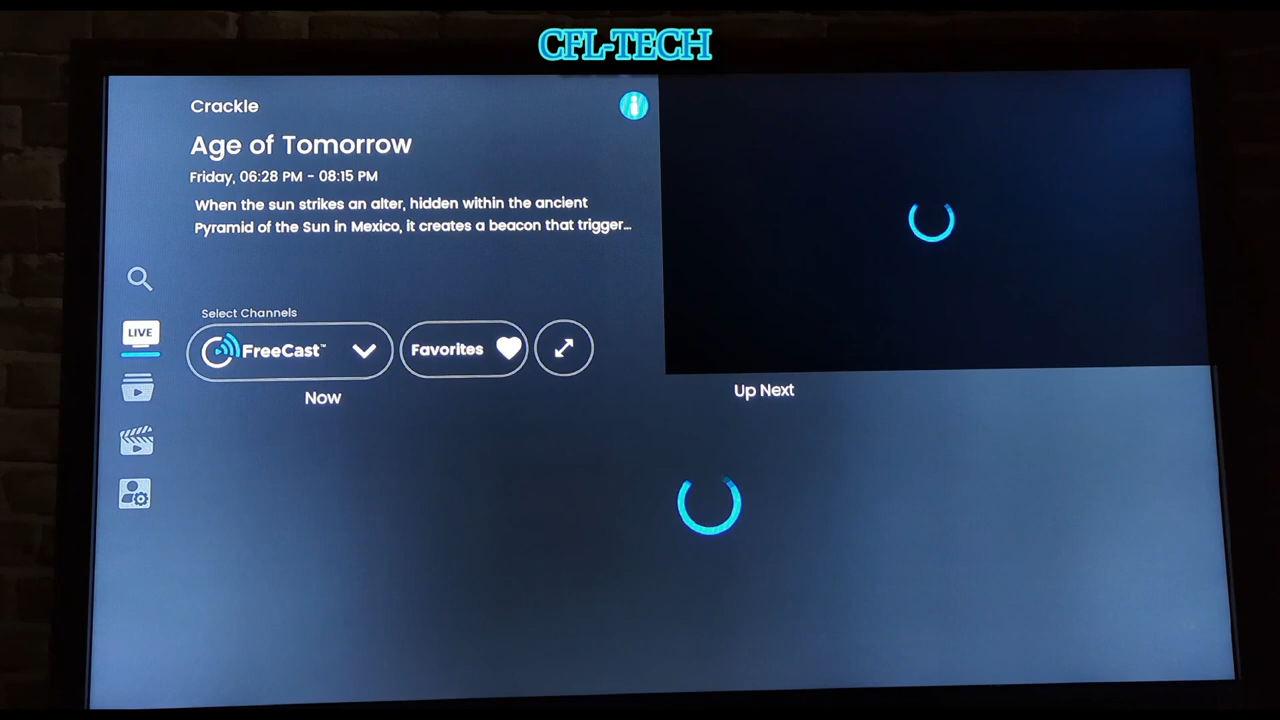 CFL-TECH
Crackle
Age of Tomorrow
Friday, 06:28 PM - 08:15 PM
When the sun strikes an alter, hidden within the ancient
Pyramid of the Sun in Mexico, it creates a beacon that trigger...
Select Channels
LIVE
FreeCast™
Favorites
Now
Up Next